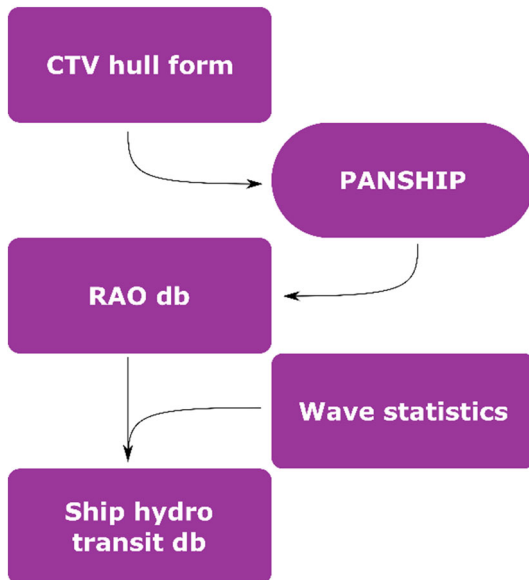 CTV hull form
PANSHIP
RAO db
Wave statistics
Ship hydro
transit db